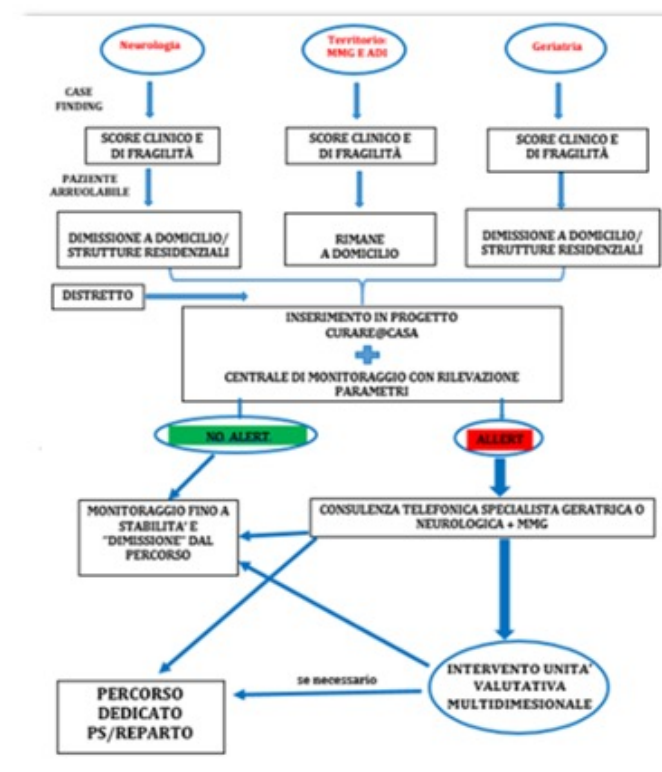 Neurologia
Territorio:
MMG E ADI
Geriatria
CASE
FINDING
SCORE CLINICO E
DI FRAGILITÀ
SCORE CLINICO E
DI FRAGILITÀ
SCORE CLINICO E
DI FRAGILITÀ
PAZIENTE
ARRUOLABILE
DIMISSIONE A DOMICILIO/
STRUTTURE RESIDENZIALI
RIMANE
A DOMICILIO
DIMISSIONE A DOMICILIO/
STRUTTURE RESIDENZIALI
DISTRETTO
INSERIMENTO IN PROGETTO
CURARE@CASA
CENTRALE DI MONITORAGGIO CON RILEVAZIONE
PARAMETRI
NO. ALERT.
ALLERT
MONITORAGGIO FINO A
STABILITA' E
"DIMISSIONE" DAL
PERCORSO
CONSULENZA TELEFONICA SPECIALISTA GERATRICA O
NEUROLOGICA + MMG
se necessario
INTERVENTO UNITA'
VALUTATIVA
MULTIDIMESIONALE
PERCORSO
DEDICATO
PS/REPARTO